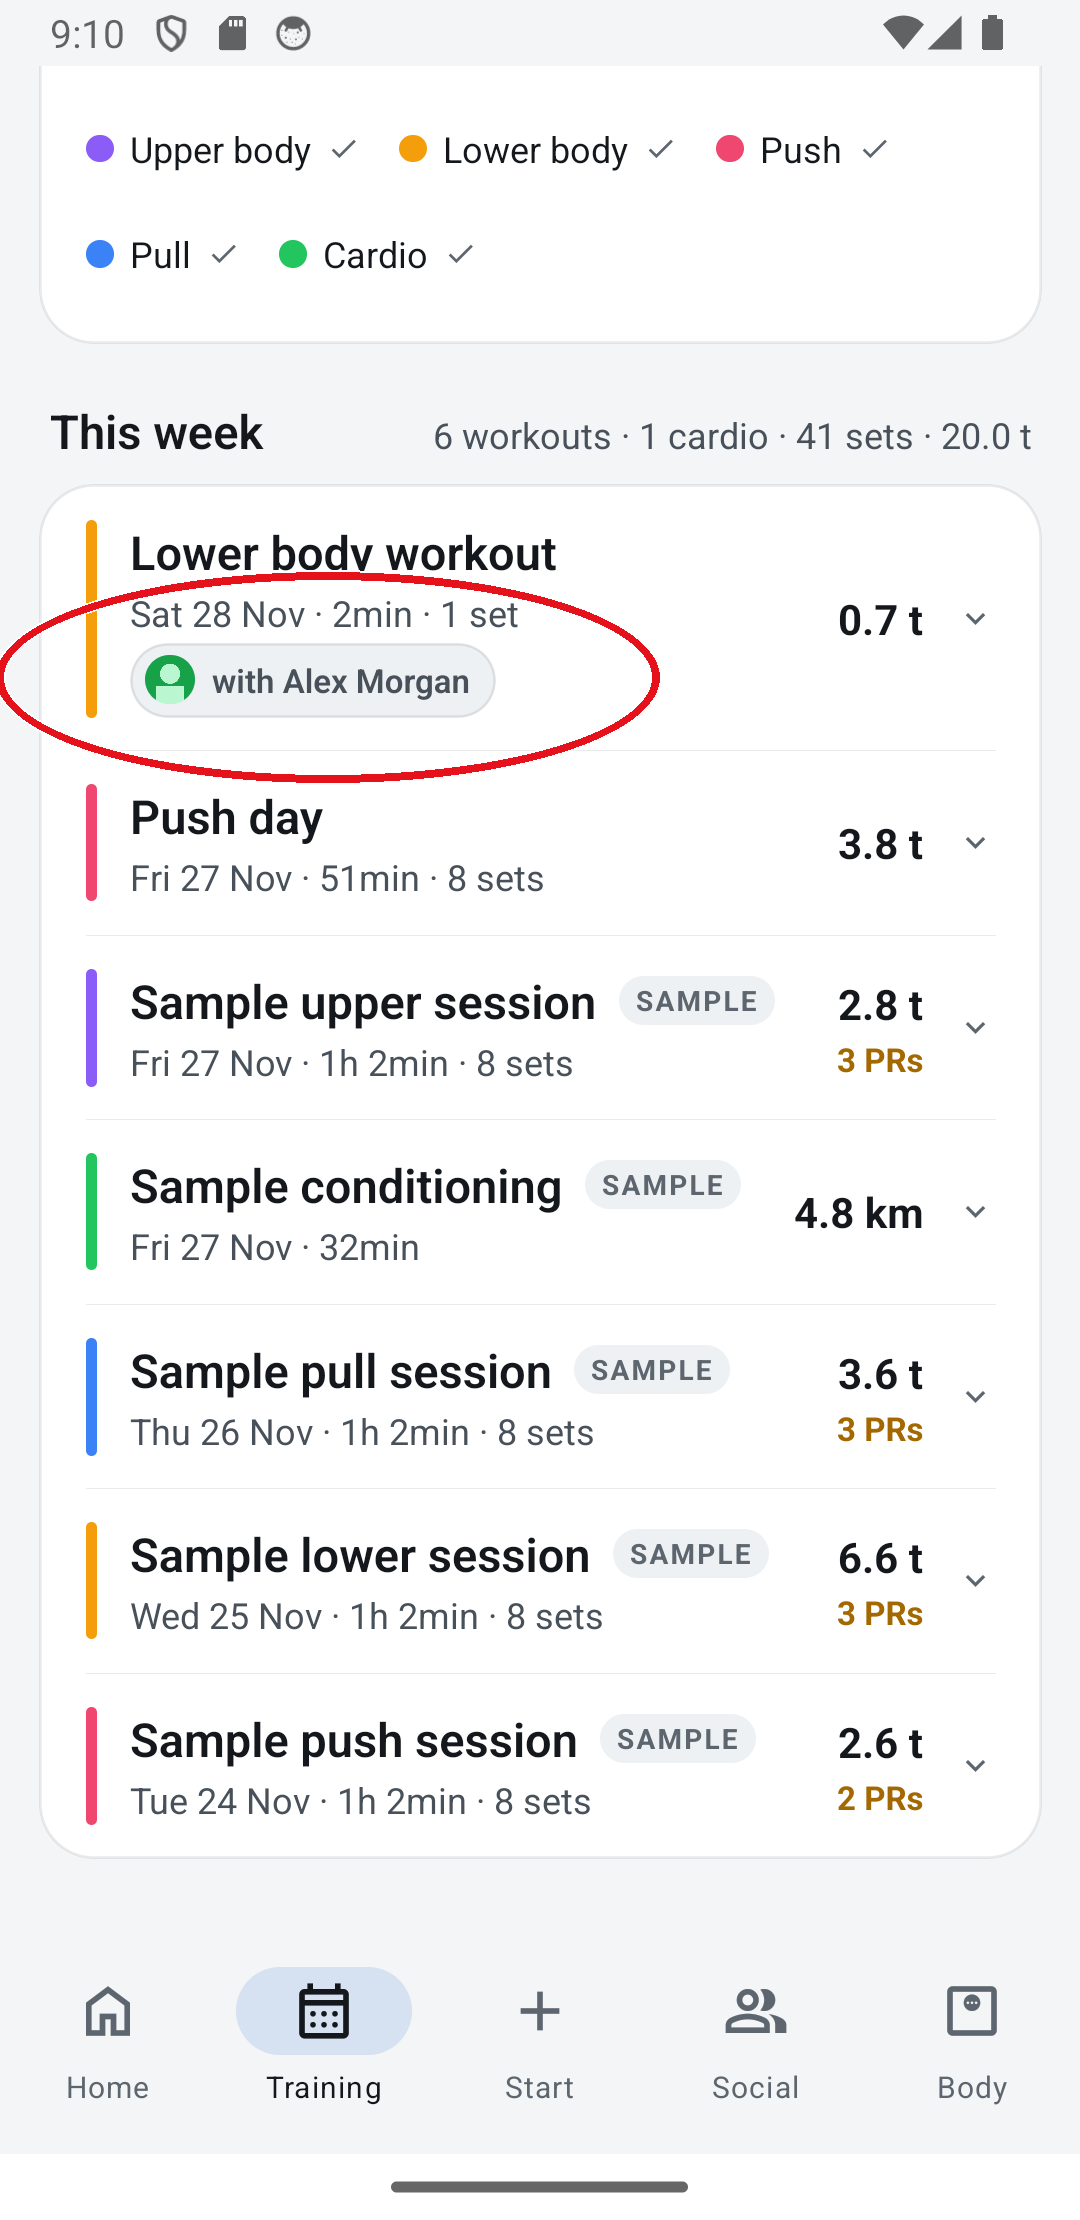 9:10
Upper body ✓ Lower body ✓ Push ✓
Pull ✓ Cardio ✓
This week 6 workouts · 1 cardio · 41 sets · 20.0 t
Lower body workout
Sat 28 Nov · 2min · 1 set
0.7 t
with Alex Morgan
Push day
3.8 t
Fri 27 Nov · 51min · 8 sets
Sample upper session SAMPLE 2.8 t
Fri 27 Nov · 1h 2min · 8 sets 3 PRs
Sample conditioning SAMPLE
4.8 km
Fri 27 Nov · 32min
Sample pull session SAMPLE 3.6 t
Thu 26 Nov · 1h 2min · 8 sets 3 PRs
Sample lower session SAMPLE 6.6 t
Wed 25 Nov · 1h 2min · 8 sets 3 PRs
Sample push session SAMPLE 2.6 t
Tue 24 Nov · 1h 2min · 8 sets 2 PRs
Home Training Start Social Body